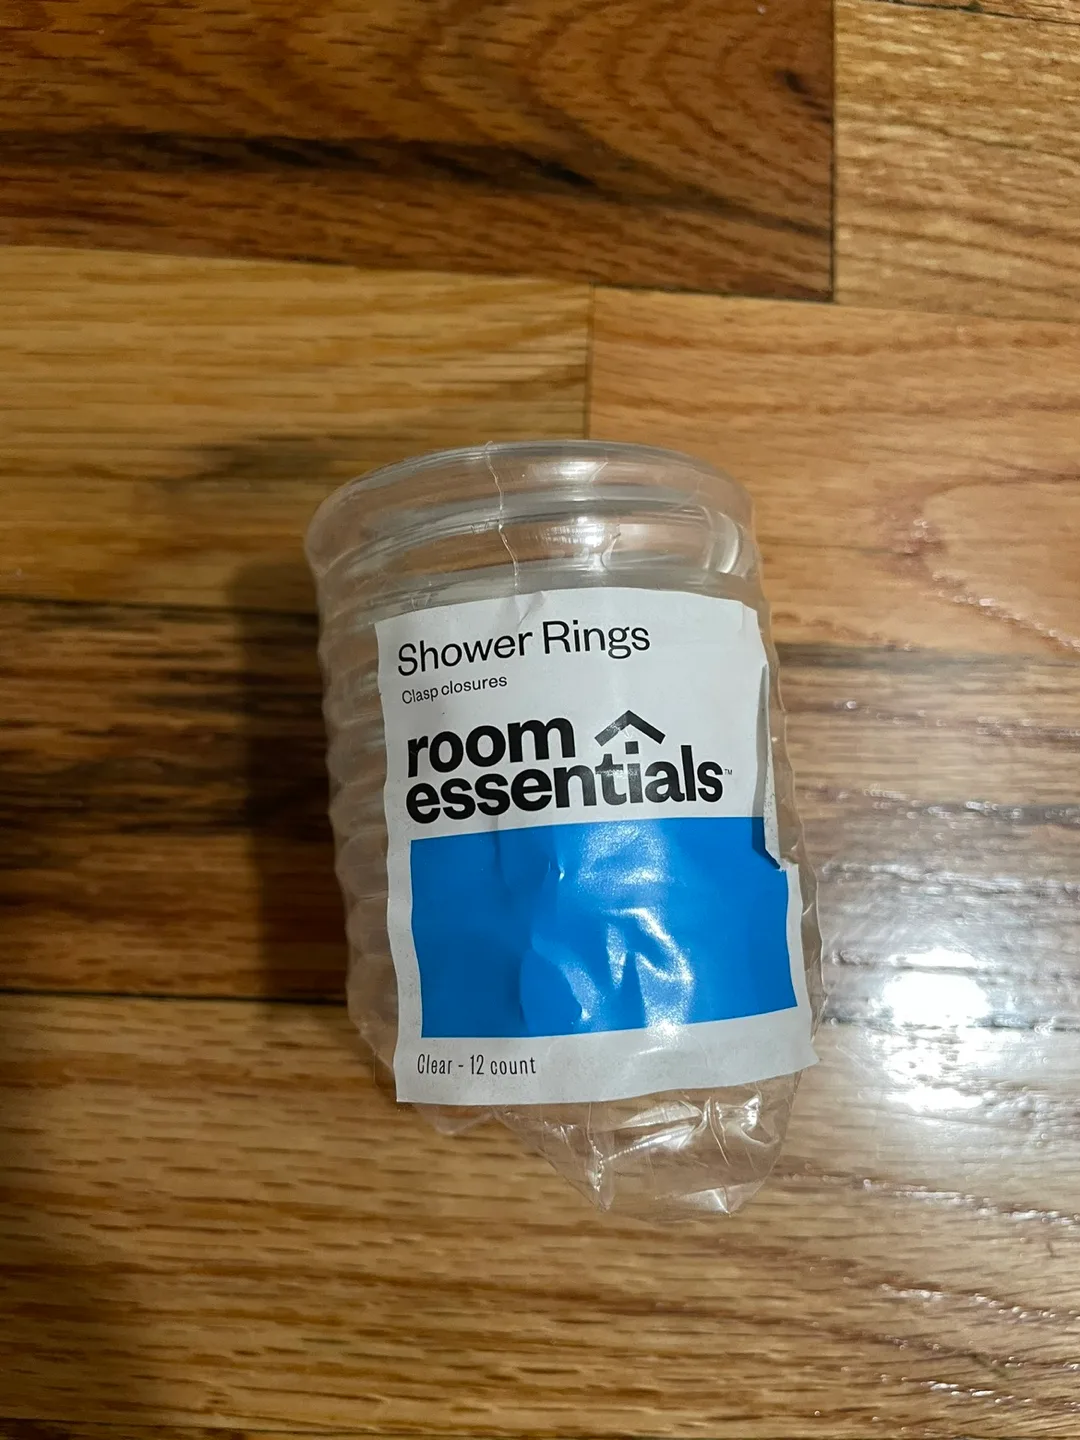 Shower Rings
Clasp closures
room
essentials™
Clear - 12 count